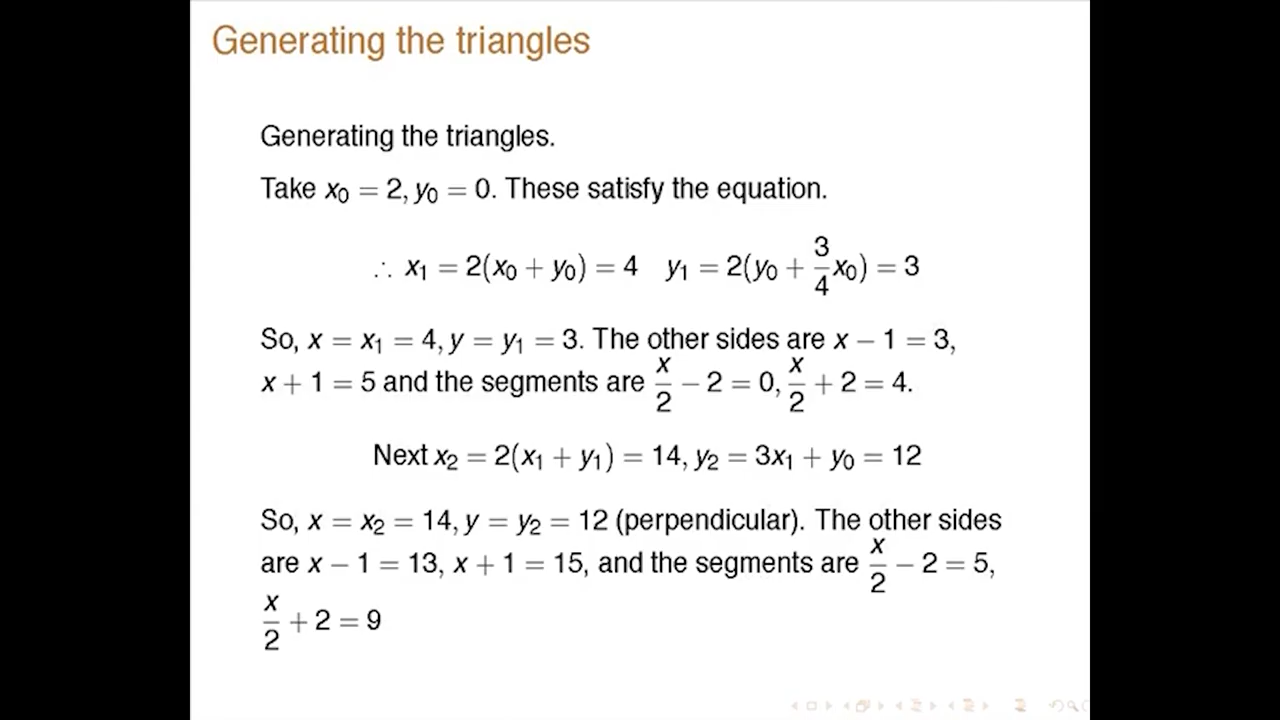 Generating the triangles
Generating the triangles.
Take x₀ = 2, y₀ = 0. These satisfy the equation.
∴ x₁ = 2(x₀ + y₀) = 4   y₁ = 2(y₀ + 3/4 x₀) = 3
So, x = x₁ = 4, y = y₁ = 3. The other sides are x − 1 = 3,
x + 1 = 5 and the segments are x/2 − 2 = 0, x/2 + 2 = 4.
Next x₂ = 2(x₁ + y₁) = 14, y₂ = 3x₁ + y₀ = 12
So, x = x₂ = 14, y = y₂ = 12 (perpendicular). The other sides
are x − 1 = 13, x + 1 = 15, and the segments are x/2 − 2 = 5,
x/2 + 2 = 9